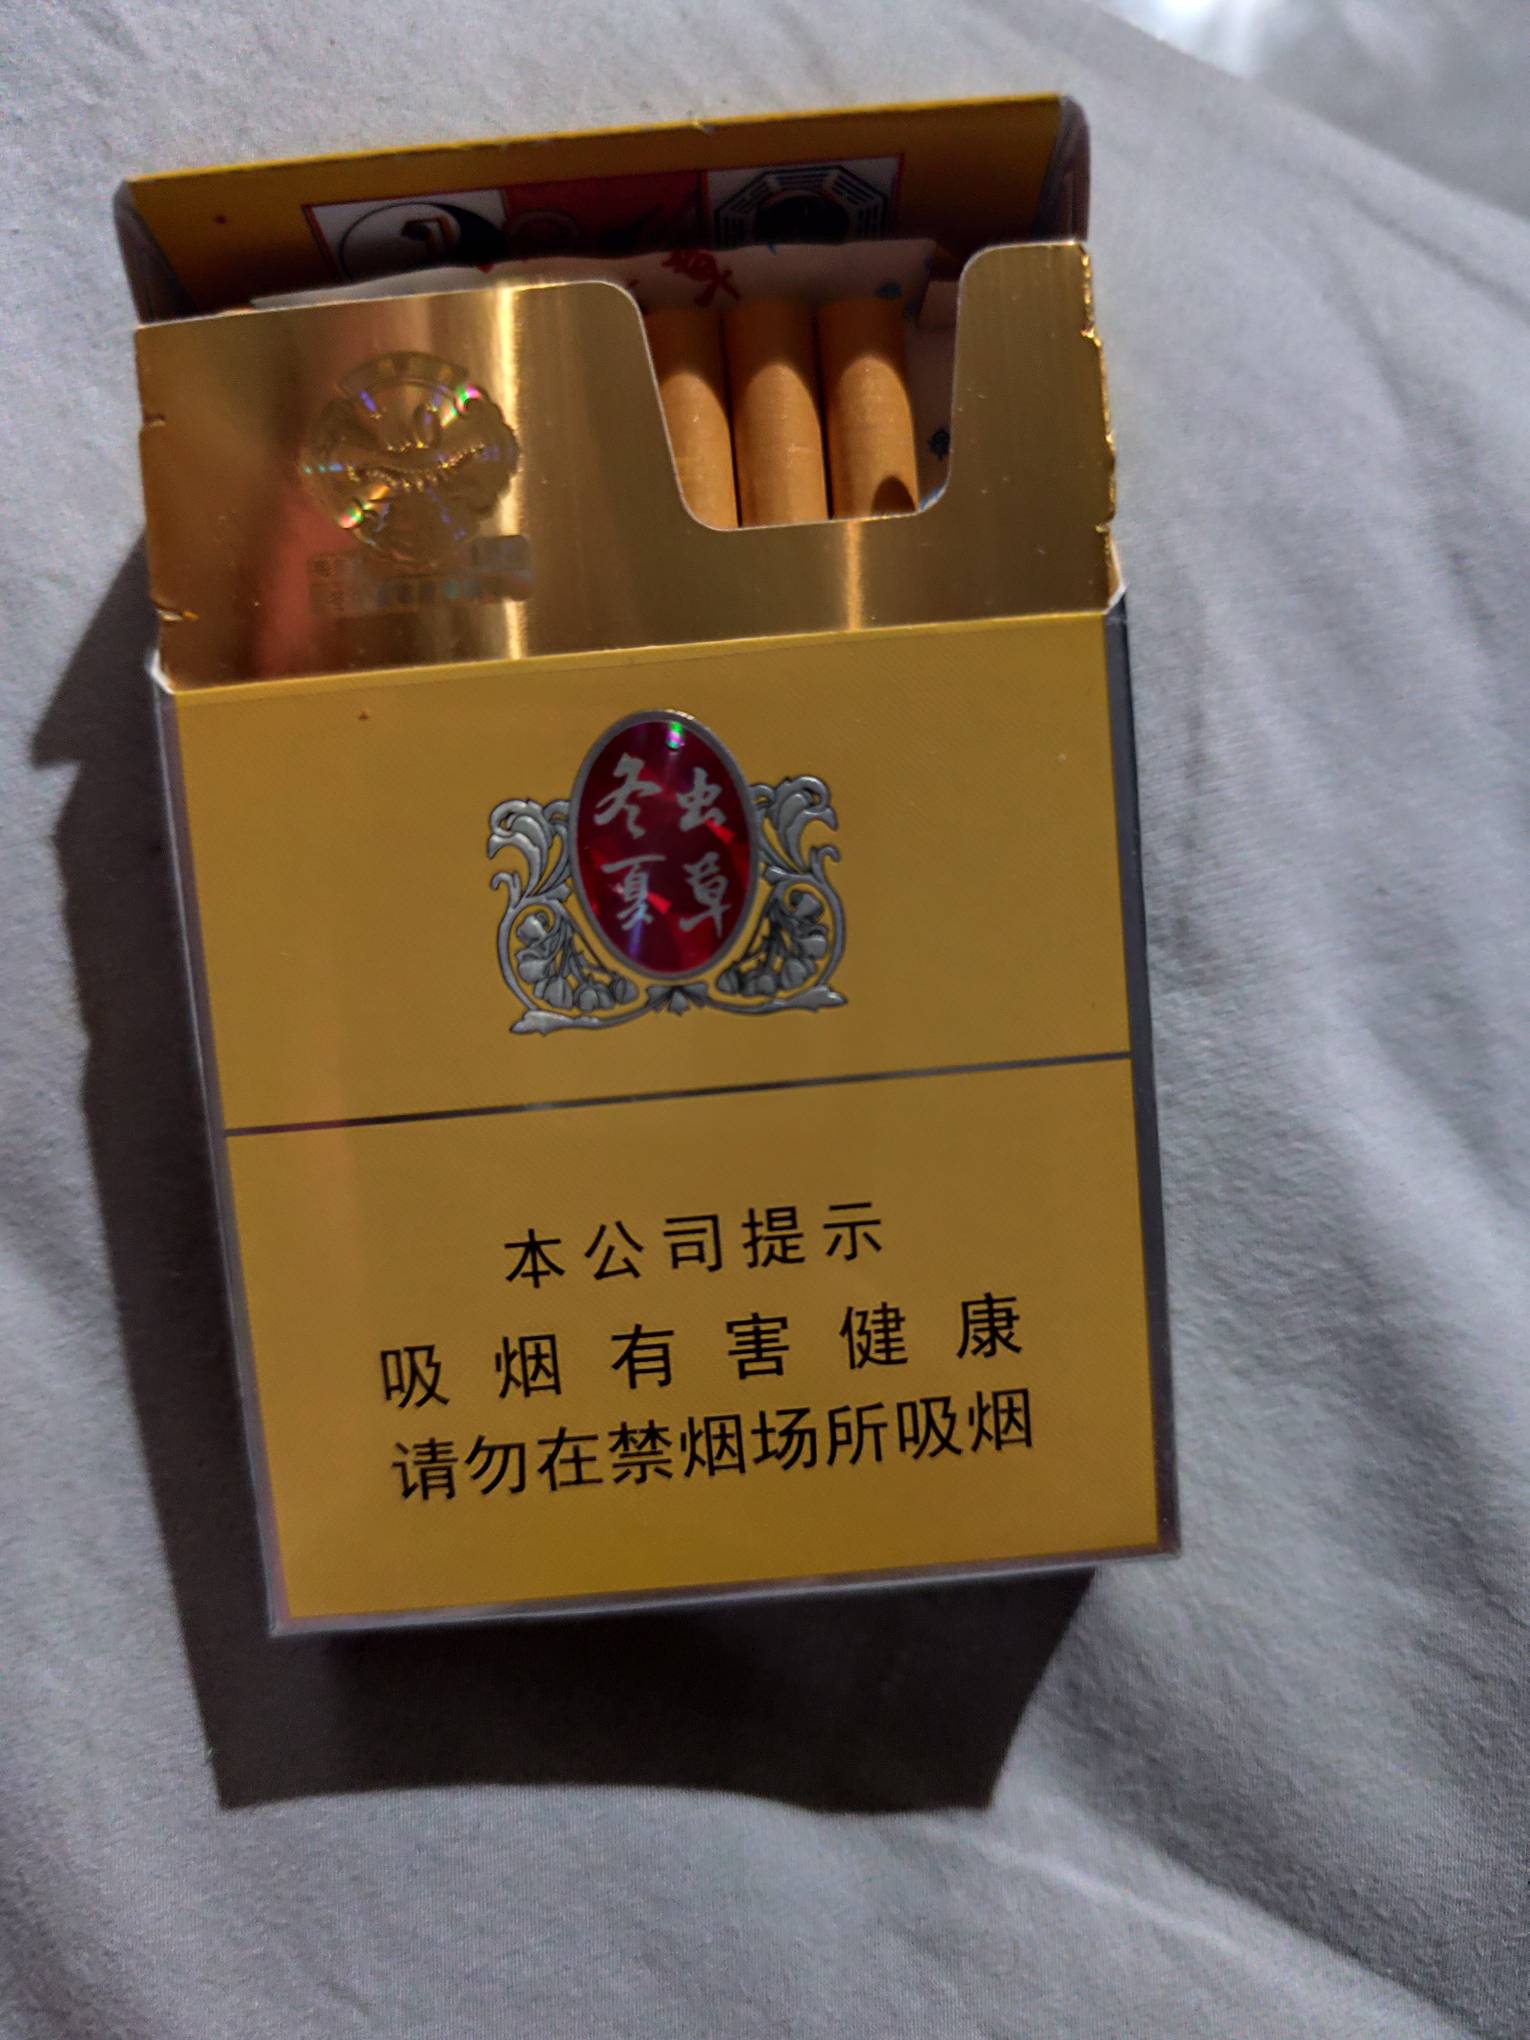 冬虫
夏草
本公司提示
吸烟有害健康
请勿在禁烟场所吸烟